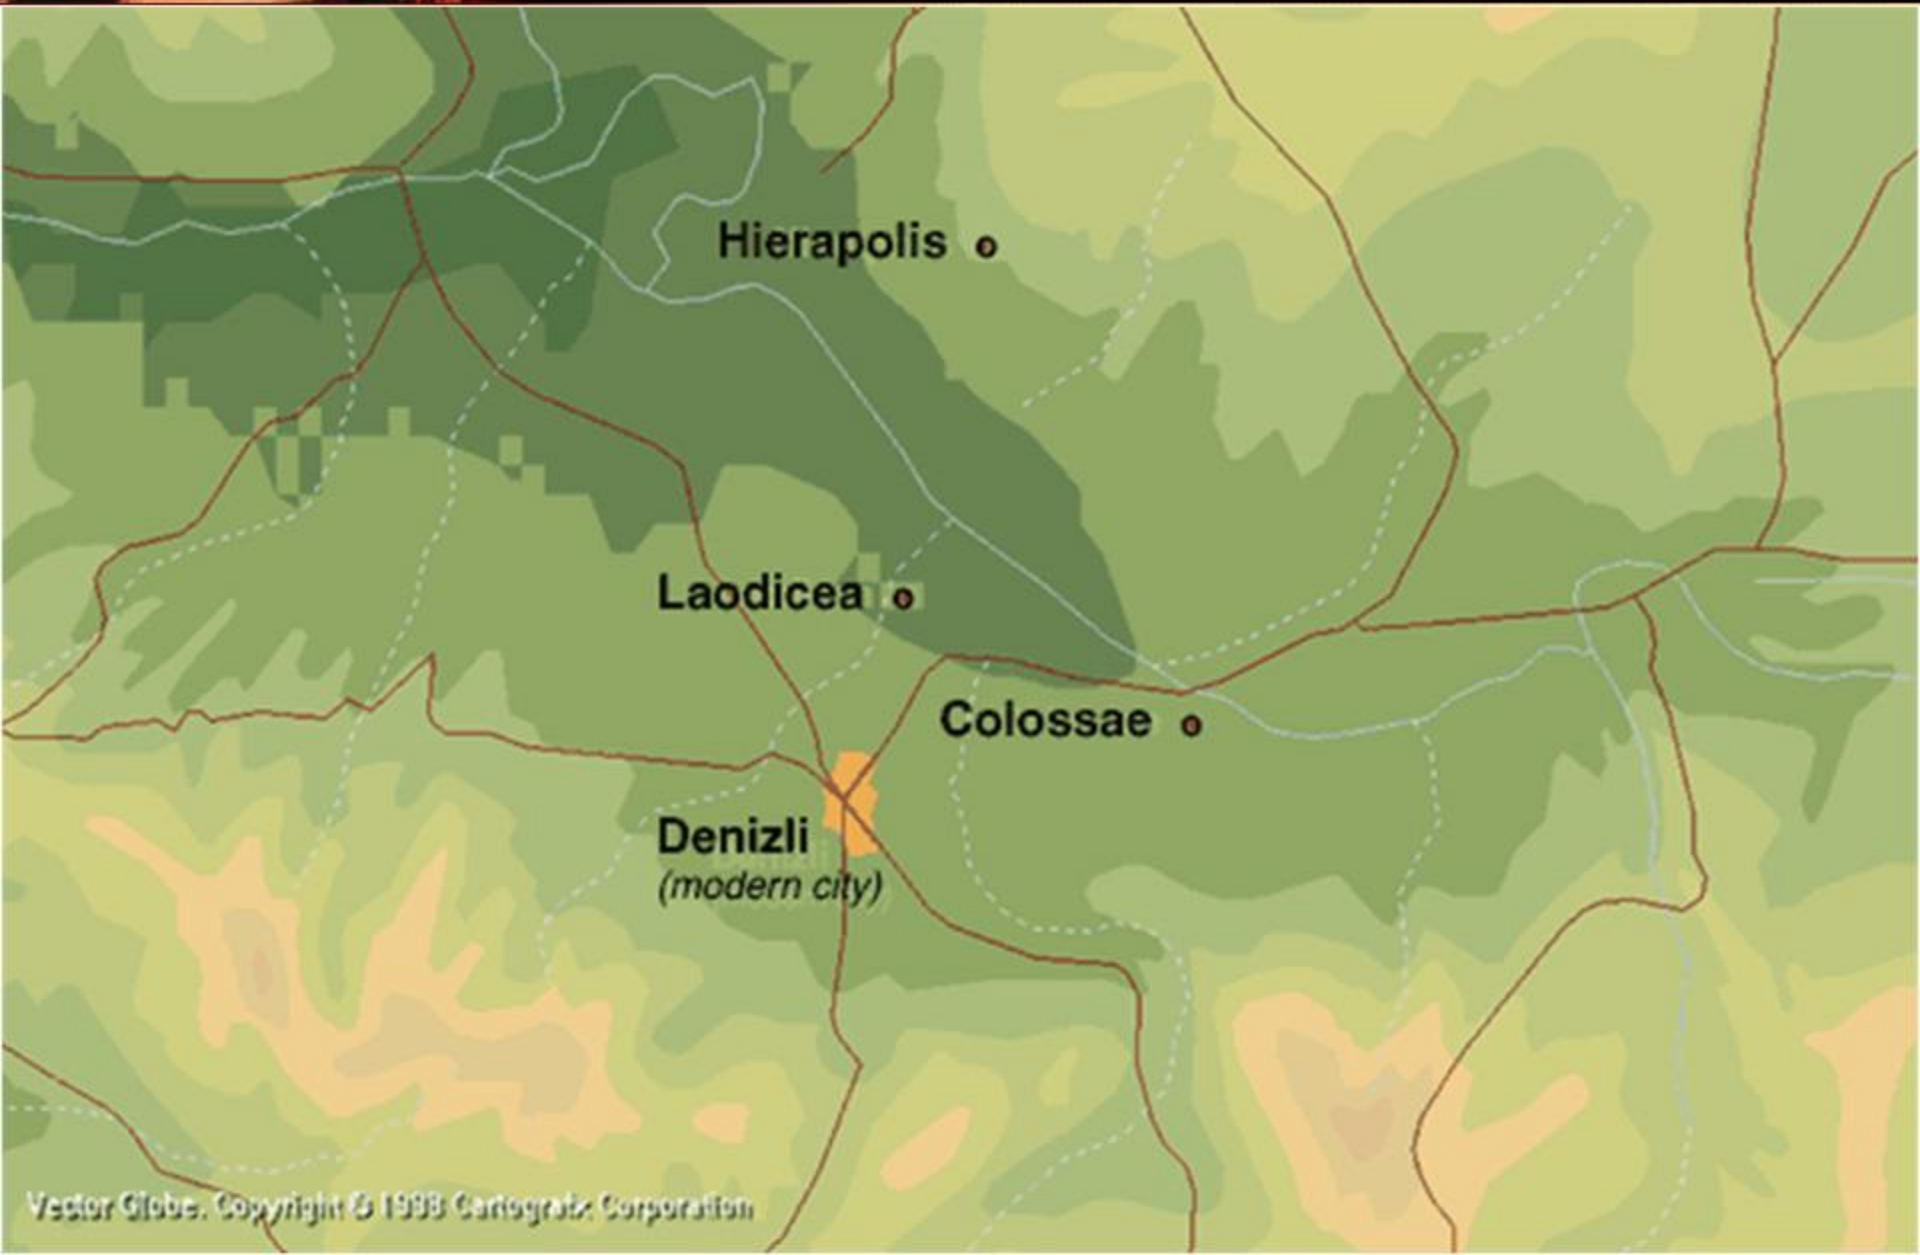 Hierapolis
Laodicea
Colossae
Denizli
(modern city)
Vector Globe. Copyright © 1998 Cartografx Corporation